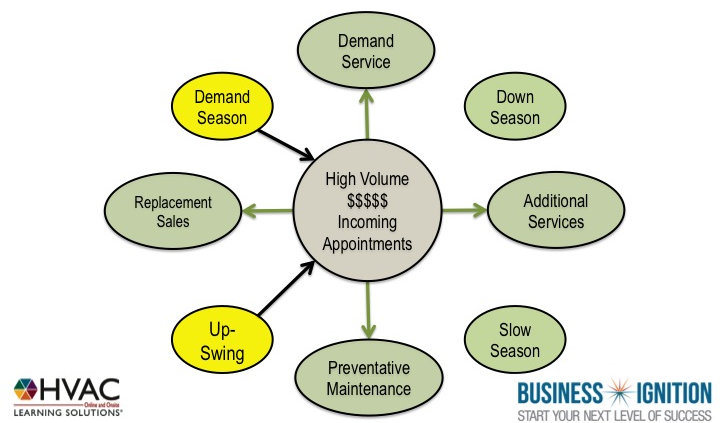 Demand
Service
Demand
Season
Down
Season
High Volume
$$$$$
Incoming
Appointments
Replacement
Sales
Additional
Services
Up-
Swing
Slow
Season
Preventative
Maintenance
HVAC
Online and Onsite
LEARNING SOLUTIONS®
BUSINESS IGNITION
START YOUR NEXT LEVEL OF SUCCESS